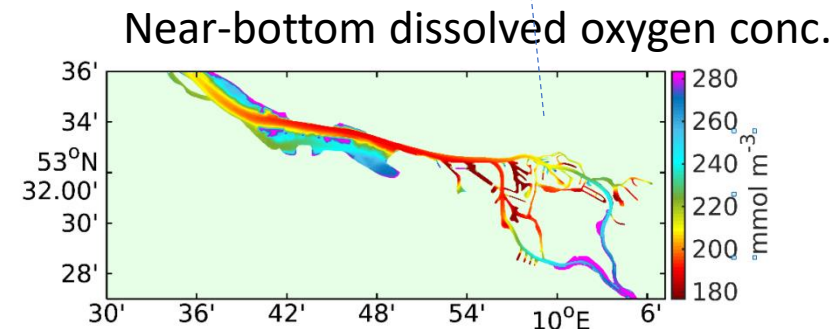 Near-bottom dissolved oxygen conc.
36'
34'
53°N
32.00'
30'
28'
30' 36' 42' 48' 54' 10°E 6'
280
260
240
220
200
180
mmol m⁻³